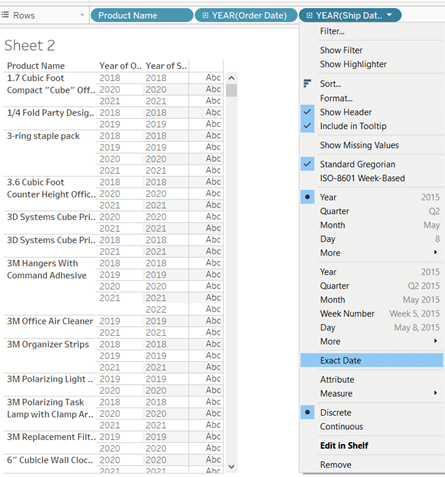 Rows
Product Name
YEAR(Order Date)
YEAR(Ship Dat..
Sheet 2
Product Name Year of O.. Year of S..
1.7 Cubic Foot 2018 2018 Abc
Compact "Cube" Off.. 2020 2020 Abc
2021 2021 Abc
1/4 Fold Party Desig.. 2018 2018 Abc
2019 2019 Abc
3-ring staple pack 2018 2018 Abc
2019 2019 Abc
2020 2020 Abc
2021 2021 Abc
3.6 Cubic Foot 2018 2018 Abc
Counter Height Offic.. 2020 2020 Abc
2021 2021 Abc
3D Systems Cube Pri.. 2020 2020 Abc
2021 2021 Abc
3D Systems Cube Pri.. 2018 2018 Abc
2021 2021 Abc
3M Hangers With 2018 2018 Abc
Command Adhesive 2019 2019 Abc
2020 2020 Abc
2021 2021 Abc
2022 Abc
3M Office Air Cleaner 2019 2019 Abc
2021 2021 Abc
3M Organizer Strips 2018 2018 Abc
2019 2019 Abc
2021 2021 Abc
3M Polarizing Light .. 2019 2019 Abc
2020 2020 Abc
3M Polarizing Task 2018 2018 Abc
Lamp with Clamp Ar.. 2020 2020 Abc
2021 2021 Abc
3M Replacement Filt.. 2019 2019 Abc
2020 2020 Abc
6" Cubicle Wall Cloc.. 2020 2020 Abc
2021 2021 Abc
Filter...
Show Filter
Show Highlighter
Sort...
Format...
Show Header
Include in Tooltip
Show Missing Values
Standard Gregorian
ISO-8601 Week-Based
Year 2015
Quarter Q2
Month May
Day 8
More
Year 2015
Quarter Q2 2015
Month May 2015
Week Number Week 5, 2015
Day May 8, 2015
More
Exact Date
Attribute
Measure
Discrete
Continuous
Edit in Shelf
Remove